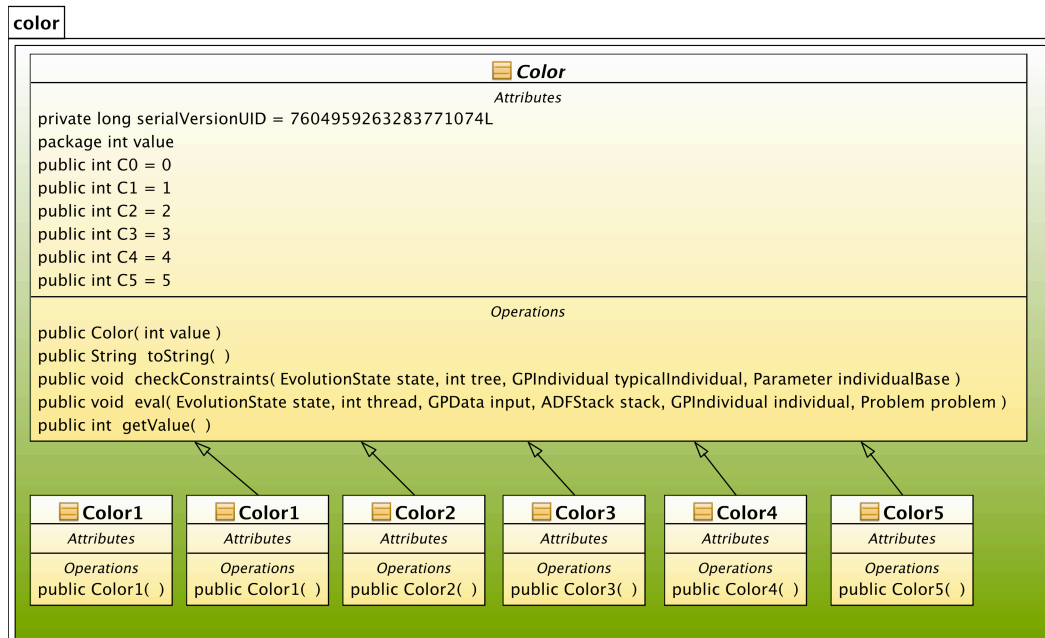 color
Color
Attributes
private long serialVersionUID = 7604959263283771074L
package int value
public int C0 = 0
public int C1 = 1
public int C2 = 2
public int C3 = 3
public int C4 = 4
public int C5 = 5
Operations
public Color( int value )
public String toString( )
public void checkConstraints( EvolutionState state, int tree, GPIndividual typicalIndividual, Parameter individualBase )
public void eval( EvolutionState state, int thread, GPData input, ADFStack stack, GPIndividual individual, Problem problem )
public int getValue( )
Color1
Attributes
Operations
public Color1( )
Color1
Attributes
Operations
public Color1( )
Color2
Attributes
Operations
public Color2( )
Color3
Attributes
Operations
public Color3( )
Color4
Attributes
Operations
public Color4( )
Color5
Attributes
Operations
public Color5( )